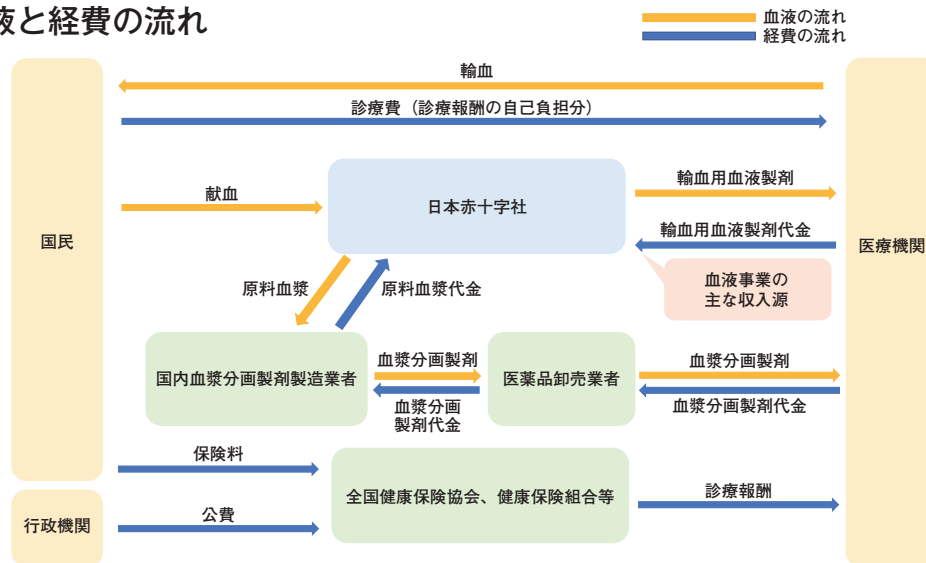 液と経費の流れ
血液の流れ
経費の流れ
輸血
診療費（診療報酬の自己負担分）
国民
献血
日本赤十字社
輸血用血液製剤
輸血用血液製剤代金
医療機関
血液事業の
主な収入源
原料血漿
原料血漿代金
国内血漿分画製剤製造業者
血漿分画製剤
血漿分画
製剤代金
医薬品卸売業者
血漿分画製剤
血漿分画製剤代金
保険料
全国健康保険協会、健康保険組合等
診療報酬
行政機関
公費